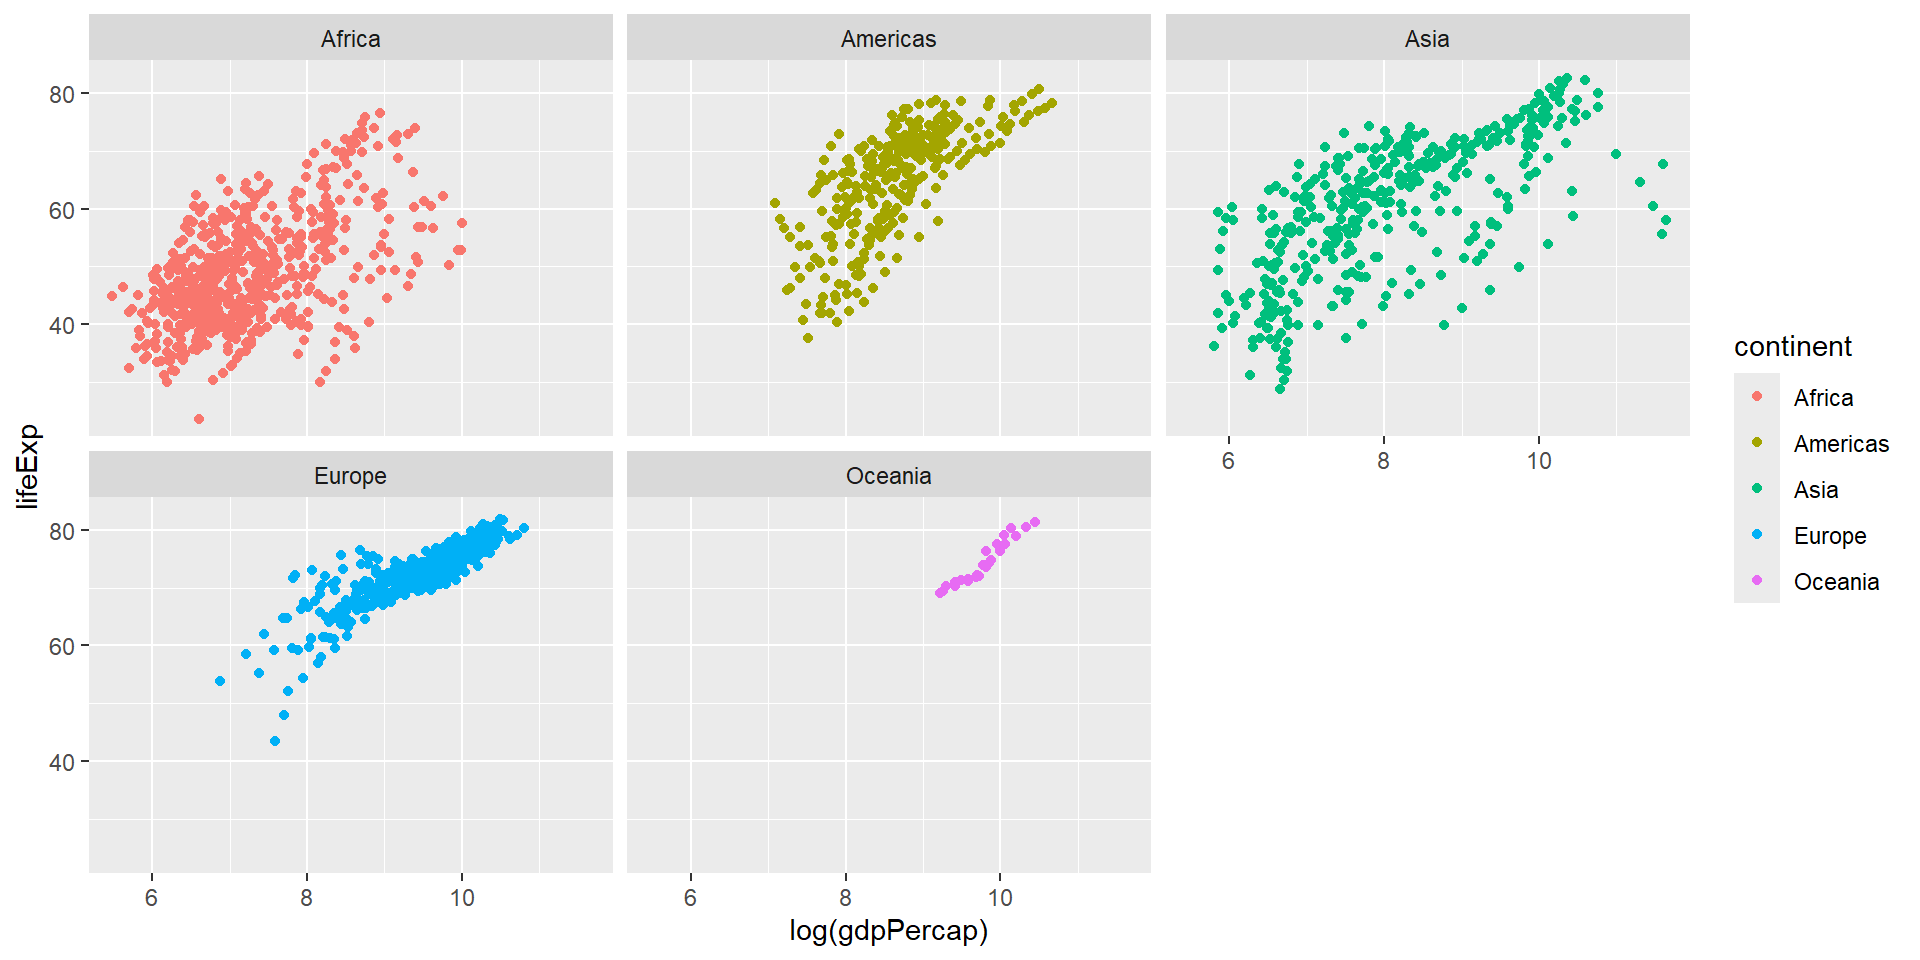 Africa
Americas
Asia
80
60
40
6
8
10
Europe
Oceania
80
60
40
6
8
10
6
8
10
lifeExp
log(gdpPercap)
continent
Africa
Americas
Asia
Europe
Oceania